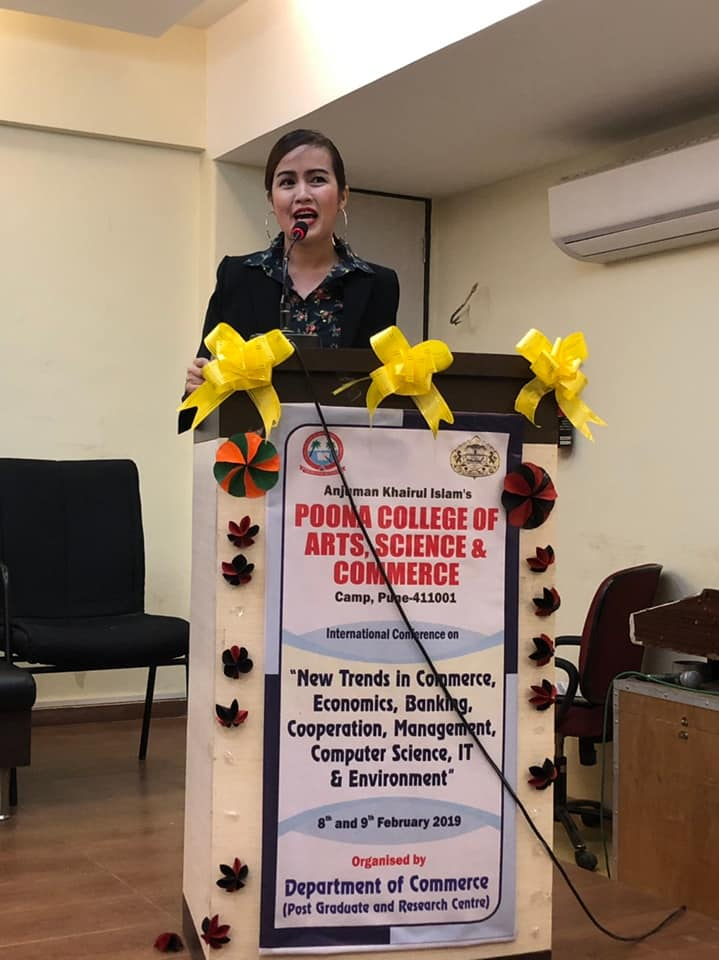 Anjuman Khairul Islam's
POONA COLLEGE OF
ARTS, SCIENCE &
COMMERCE
Camp, Pune-411001
International Conference on
"New Trends in Commerce,
Economics, Banking,
Cooperation, Management,
Computer Science, IT
& Environment"
8th and 9th February 2019
Organised by
Department of Commerce
(Post Graduate and Research Centre)